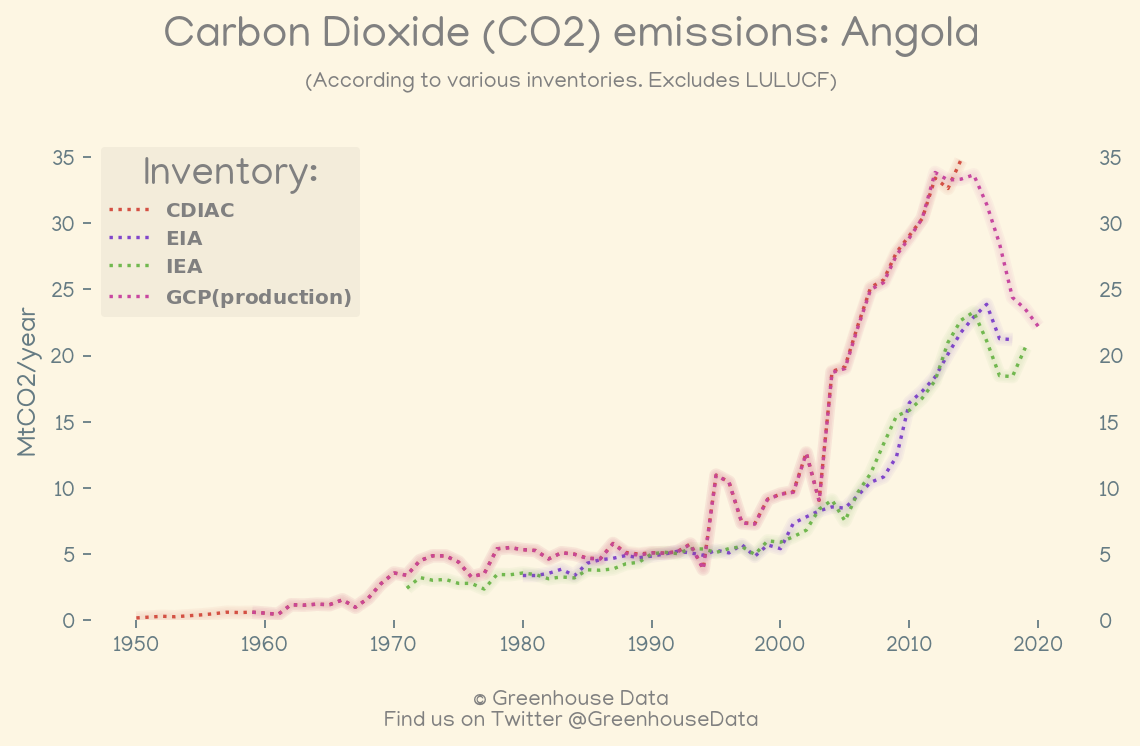 Carbon Dioxide (CO2) emissions: Angola
(According to various inventories. Excludes LULUCF)
Inventory:
CDIAC
EIA
IEA
GCP(production)
MtCO2/year
35
30
25
20
15
10
5
0
35
30
25
20
15
10
5
0
1950 1960 1970 1980 1990 2000 2010 2020
© Greenhouse Data
Find us on Twitter @GreenhouseData